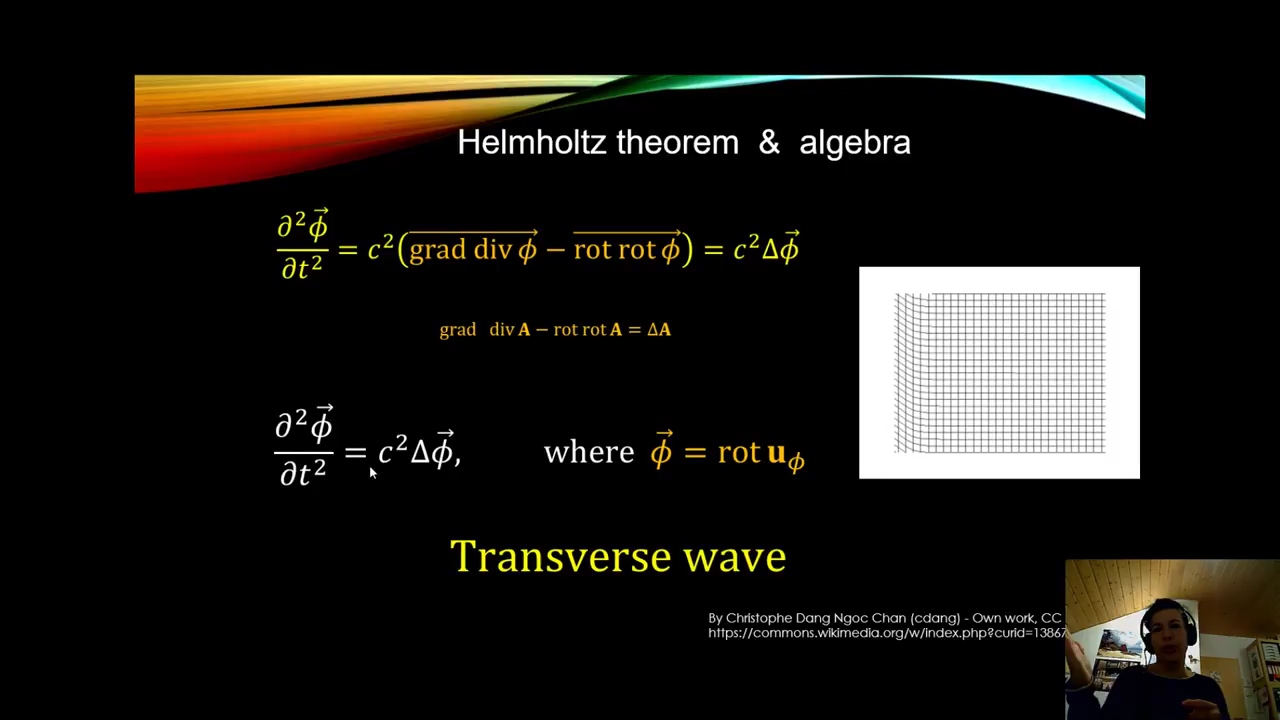 Helmholtz theorem & algebra
∂²ϕ⃗/∂t² = c²(grad div ϕ − rot rot ϕ) = c²Δϕ⃗
grad div A − rot rot A = ΔA
∂²ϕ⃗/∂t² = c²Δϕ⃗, where ϕ⃗ = rot u_ϕ
Transverse wave
By Christophe Dang Ngoc Chan (cdang) - Own work, CC
https://commons.wikimedia.org/w/index.php?curid=13867